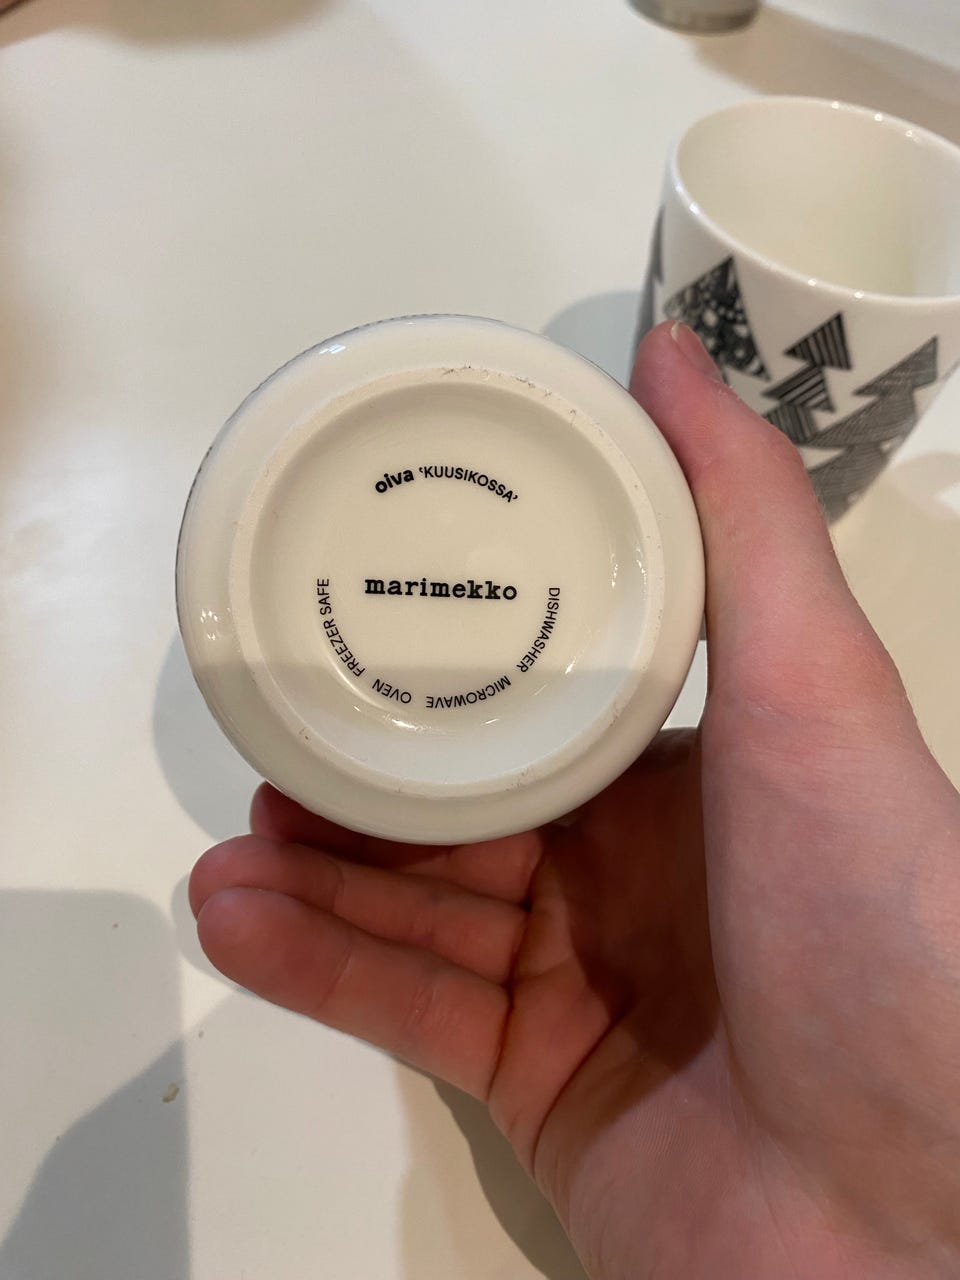 oiva ‘KUUSIKOSSA’
marimekko
DISHWASHER MICROWAVE OVEN FREEZER SAFE